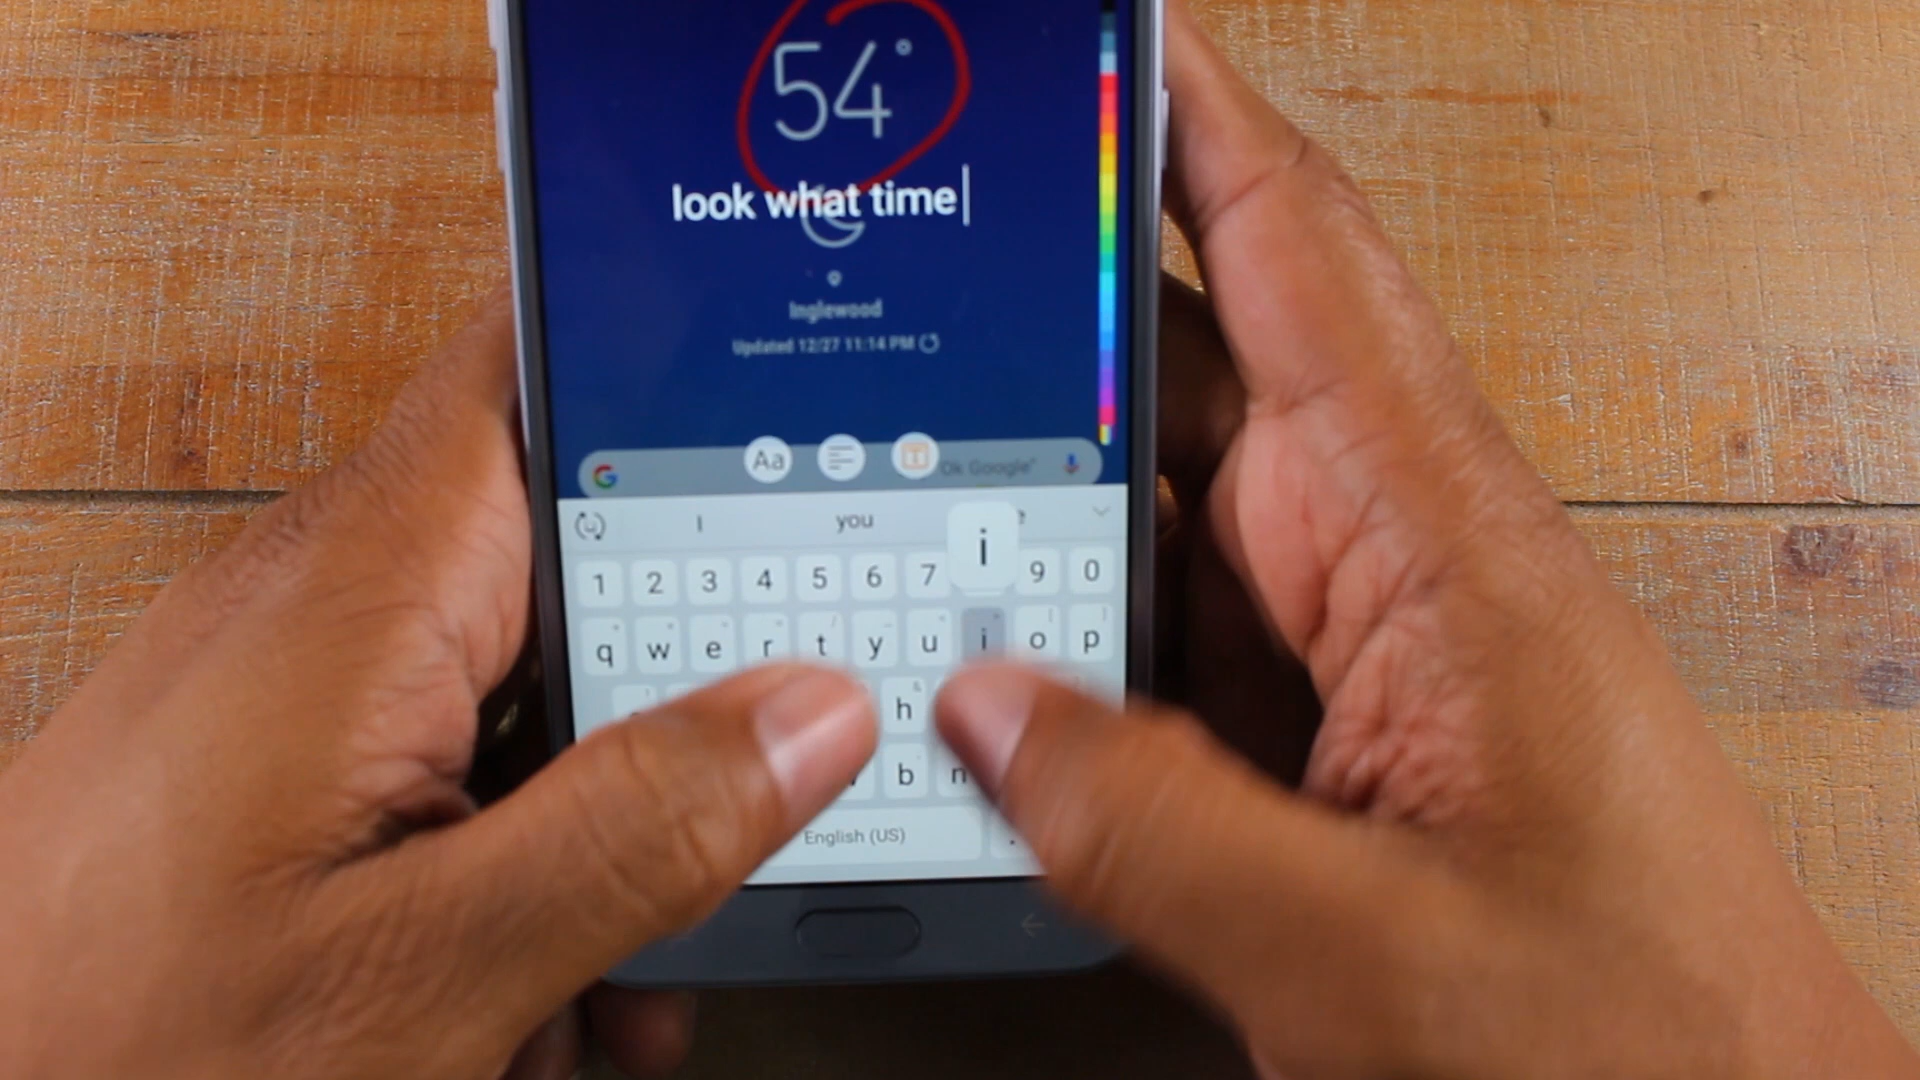 54°
look what time
Inglewood
Updated 12/27 11:14 PM
Aa
T
Ok Google"
I you
i
1 2 3 4 5 6 7 9 0
q w e r t y u i o p
h
b n
English (US)
.